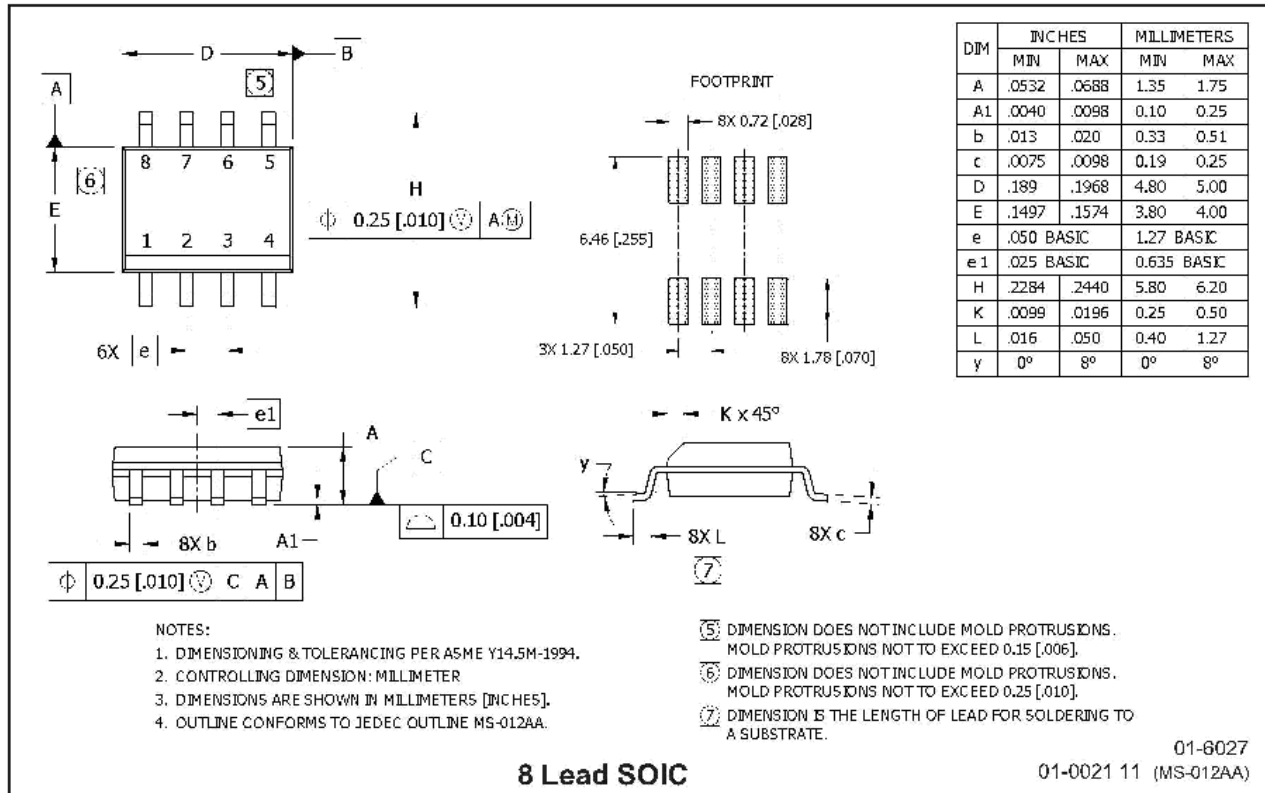 D
B
5
A
8 7 6 5
6
E
H
⌽ 0.25 [.010] Ⓥ A Ⓜ
1 2 3 4
6X e
FOOTPRINT
8X 0.72 [.028]
6.46 [.255]
3X 1.27 [.050]
8X 1.78 [.070]
DIM INCHES MILLIMETERS
MIN MAX MIN MAX
A .0532 .0688 1.35 1.75
A1 .0040 .0098 0.10 0.25
b .013 .020 0.33 0.51
c .0075 .0098 0.19 0.25
D .189 .1968 4.80 5.00
E .1497 .1574 3.80 4.00
e .050 BASIC 1.27 BASIC
e1 .025 BASIC 0.635 BASIC
H .2284 .2440 5.80 6.20
K .0099 .0196 0.25 0.50
L .016 .050 0.40 1.27
y 0° 8° 0° 8°
e1
A
C
0.10 [.004]
A1
8X b
⌽ 0.25 [.010] Ⓥ C A B
K x 45°
y
8X L
8X c
7
NOTES:
1. DIMENSIONING & TOLERANCING PER ASME Y14.5M-1994.
2. CONTROLLING DIMENSION: MILLIMETER
3. DIMENSIONS ARE SHOWN IN MILLIMETERS [INCHES].
4. OUTLINE CONFORMS TO JEDEC OUTLINE MS-012AA.
5 DIMENSION DOES NOT INCLUDE MOLD PROTRUSIONS.
MOLD PROTRUSIONS NOT TO EXCEED 0.15 [.006].
6 DIMENSION DOES NOT INCLUDE MOLD PROTRUSIONS.
MOLD PROTRUSIONS NOT TO EXCEED 0.25 [.010].
7 DIMENSION IS THE LENGTH OF LEAD FOR SOLDERING TO
A SUBSTRATE.
8 Lead SOIC
01-6027
01-0021 11 (MS-012AA)